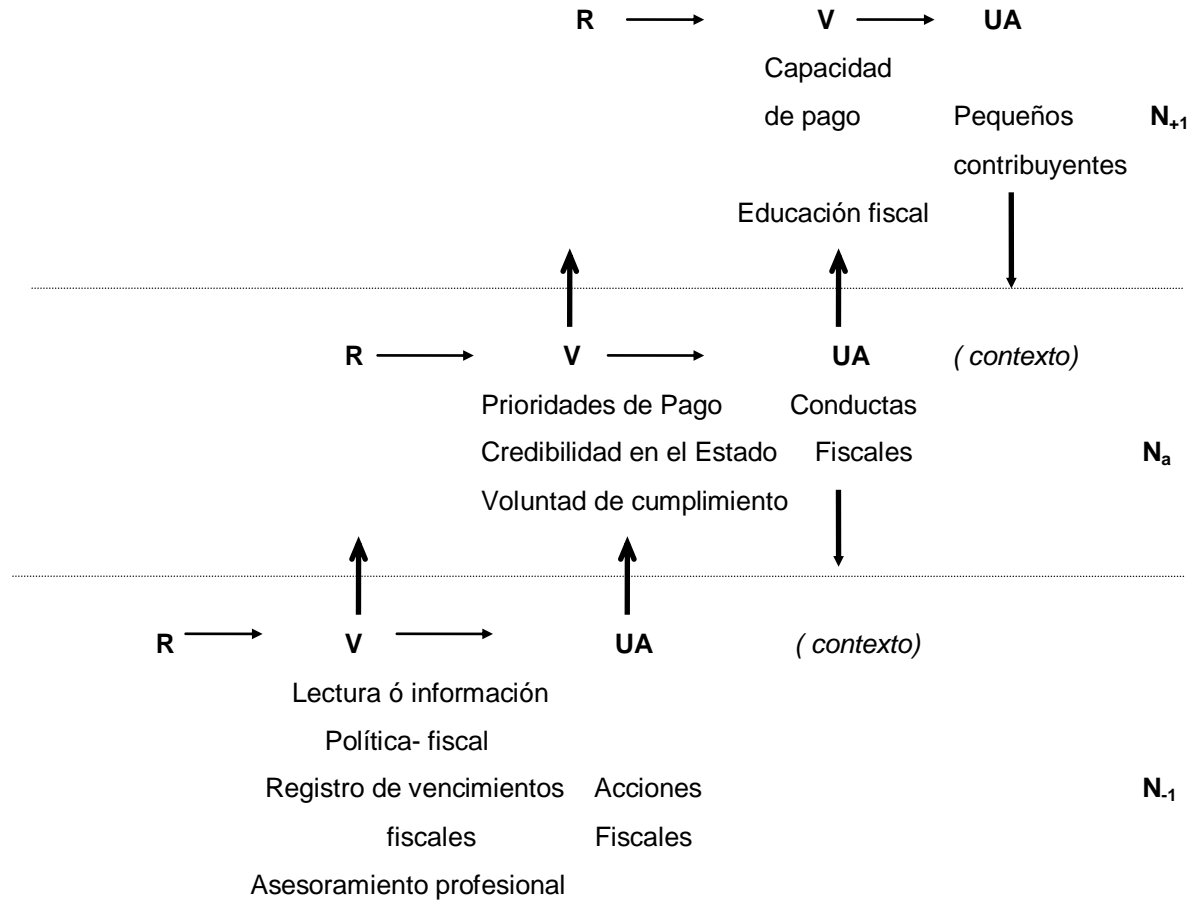 R V UA
Capacidad
de pago Pequeños N+1
contribuyentes
Educación fiscal
R V UA ( contexto)
Prioridades de Pago Conductas
Credibilidad en el Estado Fiscales Na
Voluntad de cumplimiento
R V UA ( contexto)
Lectura ó información
Política- fiscal
Registro de vencimientos Acciones N-1
fiscales Fiscales
Asesoramiento profesional